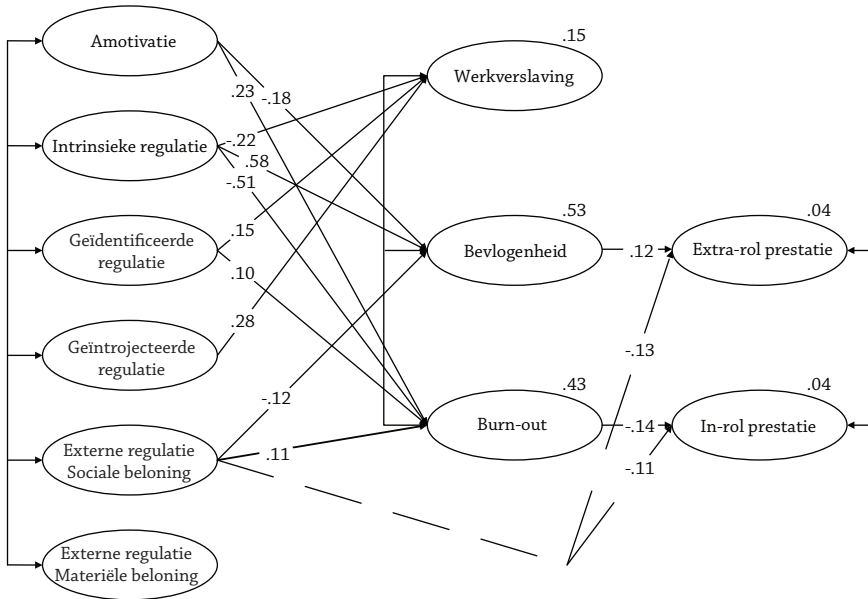 .15
Amotivatie
Werkverslaving
.23
-.18
-.22
Intrinsieke regulatie
.58
-.51
.53
.04
Geïdentificeerde
regulatie
.15
Bevlogenheid
.12
Extra-rol prestatie
.10
.28
Geïntrojecteerde
regulatie
-.13
.43
.04
-.12
Burn-out
-.14
In-rol prestatie
Externe regulatie
Sociale beloning
.11
-.11
Externe regulatie
Materiële beloning